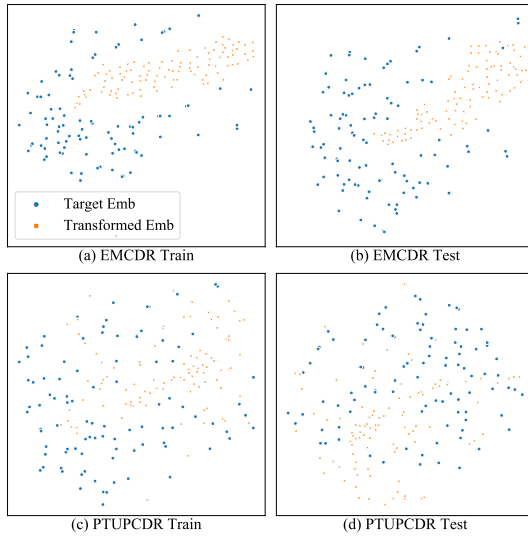 Target Emb
Transformed Emb
(a) EMCDR Train
(b) EMCDR Test
(c) PTUPCDR Train
(d) PTUPCDR Test